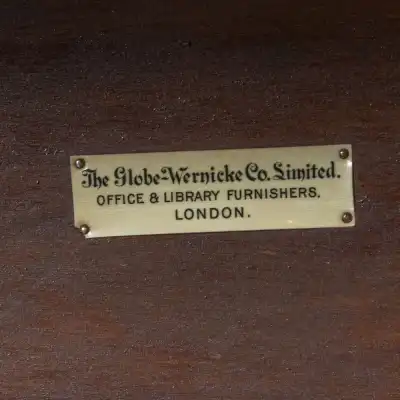 The Globe-Wernicke Co. Limited.
OFFICE & LIBRARY FURNISHERS.
LONDON.